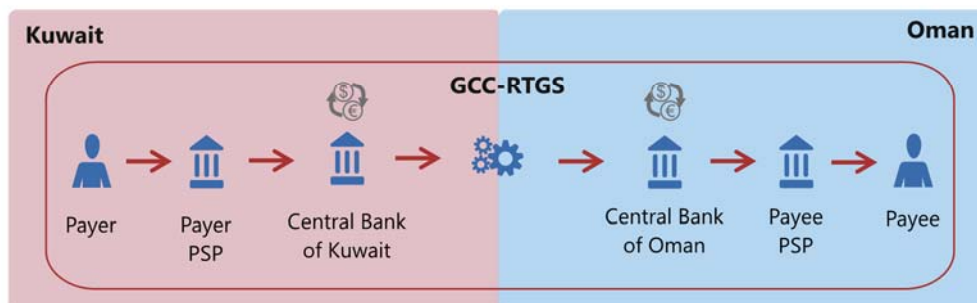 Kuwait
Oman
GCC-RTGS
$
€
$
€
Payer
Payer
PSP
Central Bank
of Kuwait
Central Bank
of Oman
Payee
PSP
Payee